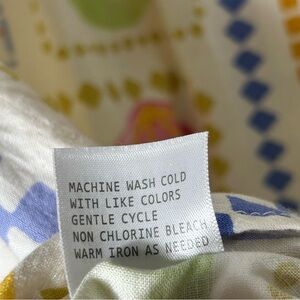 MACHINE WASH COLD
WITH LIKE COLORS
GENTLE CYCLE
NON CHLORINE BLEACH
WARM IRON AS NEEDED